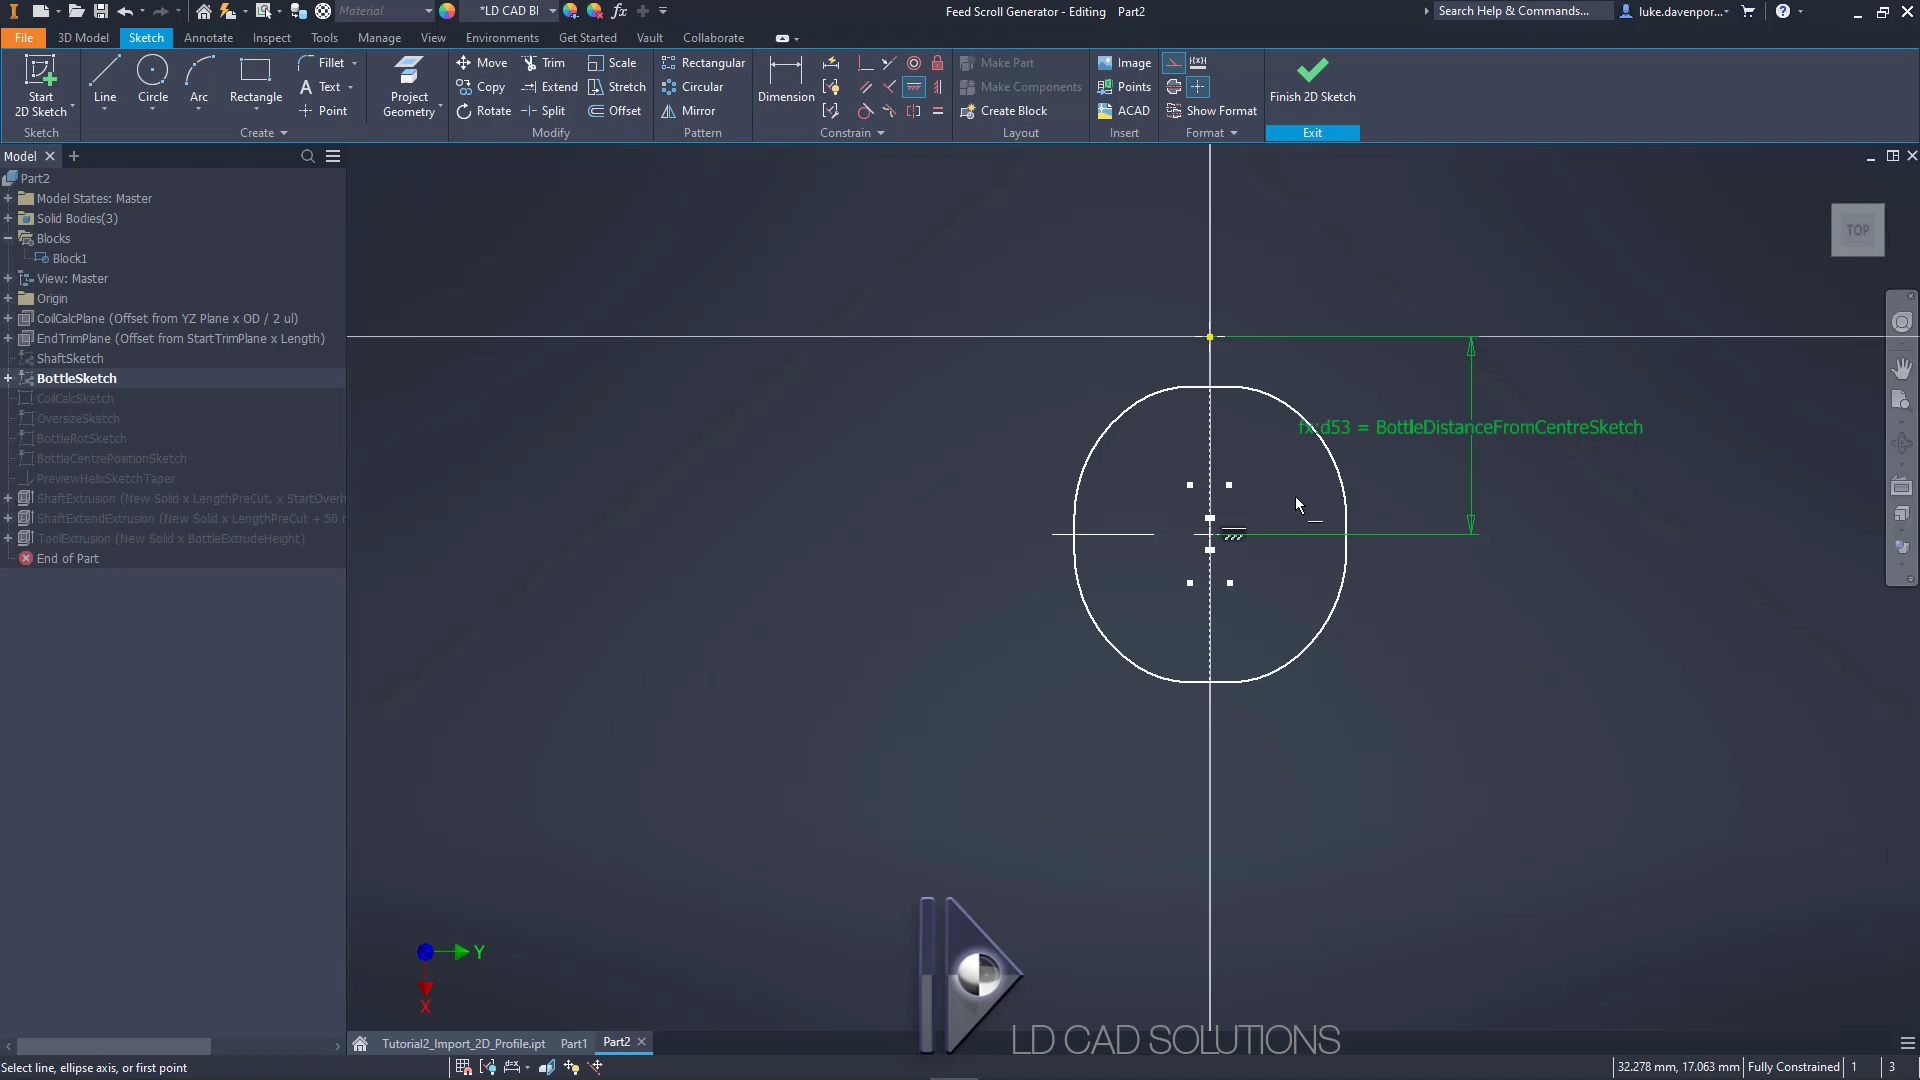 Material
*LD CAD Bl
Feed Scroll Generator - Editing Part2
Search Help & Commands...
luke.davenpor...
File
3D Model
Sketch
Annotate
Inspect
Tools
Manage
View
Environments
Get Started
Vault
Collaborate
Start
2D Sketch
Line
Circle
Arc
Rectangle
Fillet
Text
Point
Project
Geometry
Move
Copy
Rotate
Trim
Extend
Split
Scale
Stretch
Offset
Rectangular
Circular
Mirror
Dimension
Make Part
Make Components
Create Block
Image
Points
ACAD
Show Format
Finish 2D Sketch
Sketch
Create
Modify
Pattern
Constrain
Layout
Insert
Format
Exit
Model
Part2
Model States: Master
Solid Bodies(3)
Blocks
Block1
View: Master
Origin
CoilCalcPlane (Offset from YZ Plane x OD / 2 ul)
EndTrimPlane (Offset from StartTrimPlane x Length)
ShaftSketch
BottleSketch
CoilCalcSketch
OversizeSketch
BottleRotSketch
BottleCentrePositionSketch
PreviewHelixSketchTaper
ShaftExtrusion (New Solid x LengthPreCut, x StartOverh
ShaftExtendExtrusion (New Solid x LengthPreCut + 50 r
ToolExtrusion (New Solid x BottleExtrudeHeight)
End of Part
TOP
fx:d53 = BottleDistanceFromCentreSketch
Y
X
LD CAD SOLUTIONS
Tutorial2_Import_2D_Profile.ipt
Part1
Part2
Select line, ellipse axis, or first point
32.278 mm, 17.063 mm
Fully Constrained
1
3